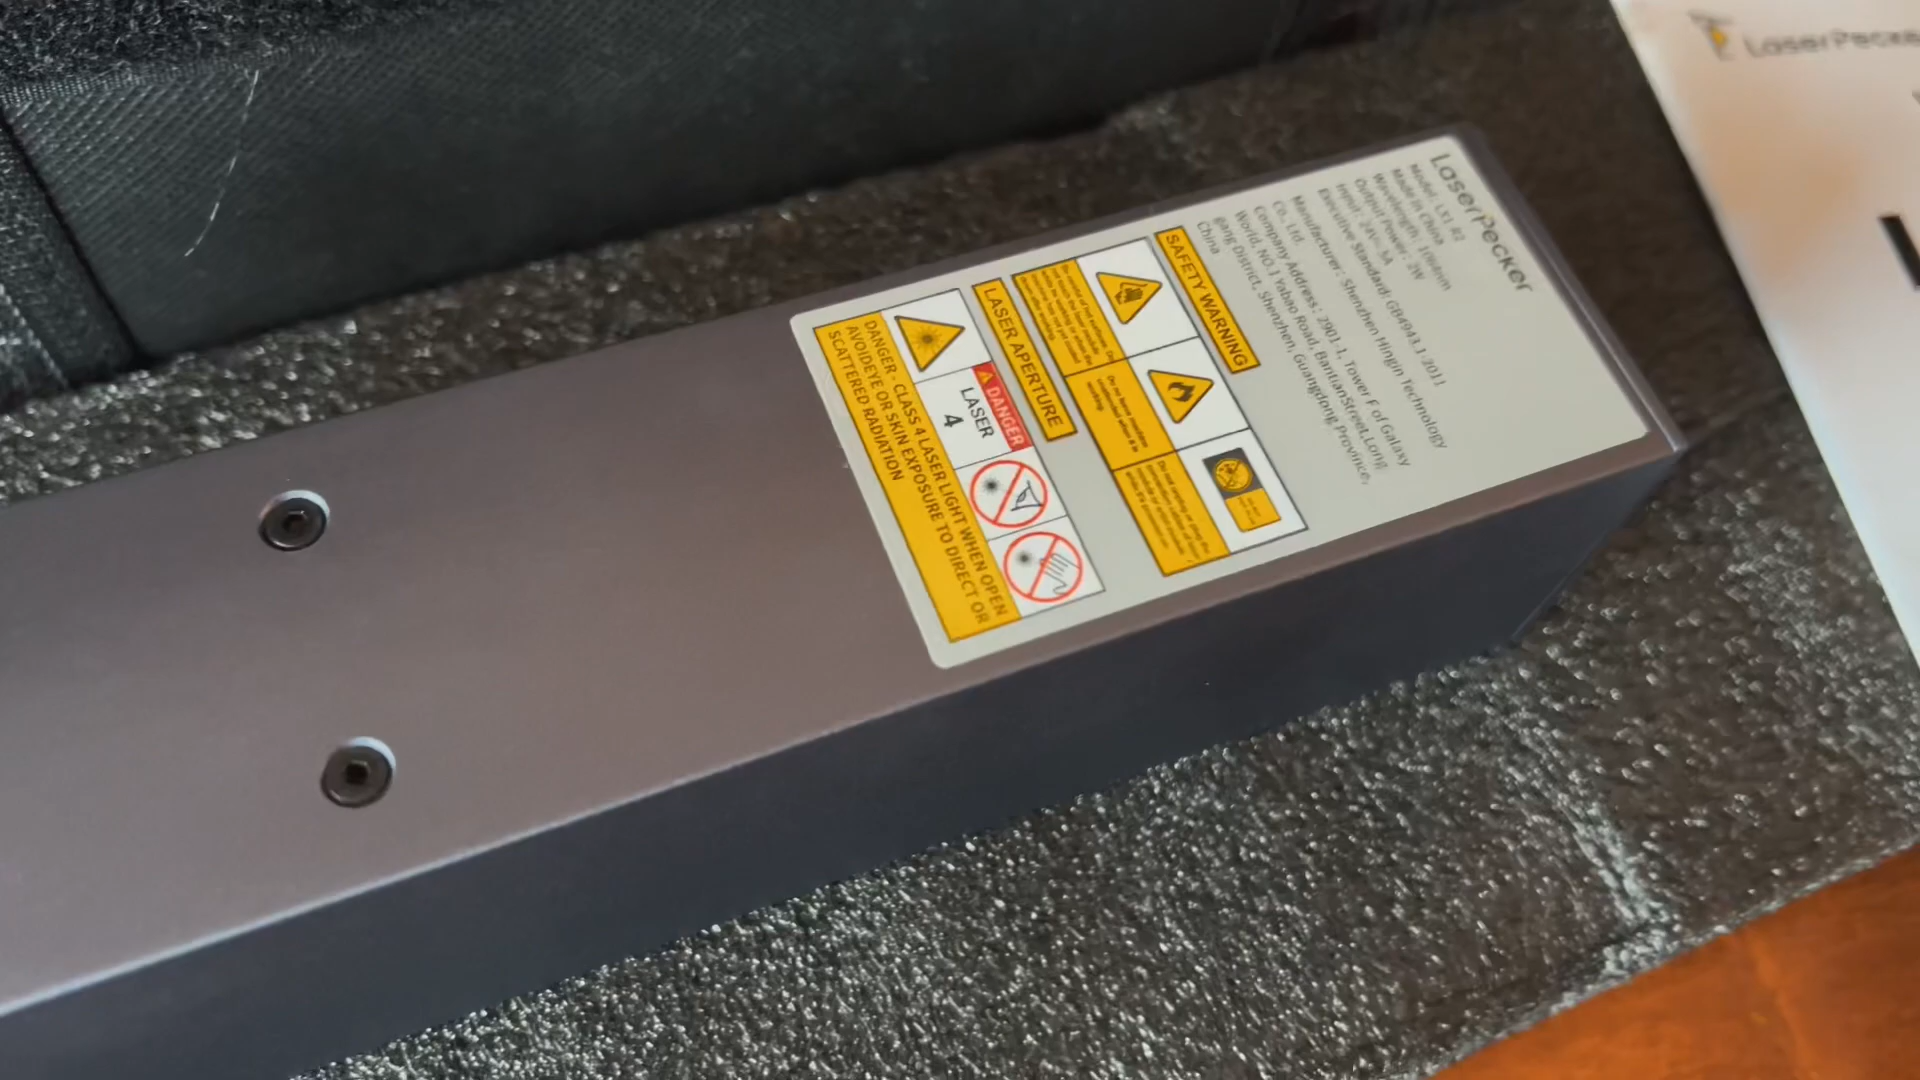 LaserPecker
Model: LX1 R2
Made in China
Wavelength: 1064nm
Output Power: 2W
Input: 24V⎓5A
Executive Standard: GB4943.1-2011
Manufacturer: Shenzhen Hingin Technology
Co., Ltd.
Company Address: 2901-1, Tower F of Galaxy
World, NO.1 Yabao Road, BantianStreet,Long
gang District, Shenzhen, Guangdong Province,
China
SAFETY WARNING
LASER APERTURE
DANGER
LASER
4
DANGER - CLASS 4 LASER LIGHT WHEN OPEN
AVOIDEYE OR SKIN EXPOSURE TO DIRECT OR
SCATTERED RADIATION
LaserPecke